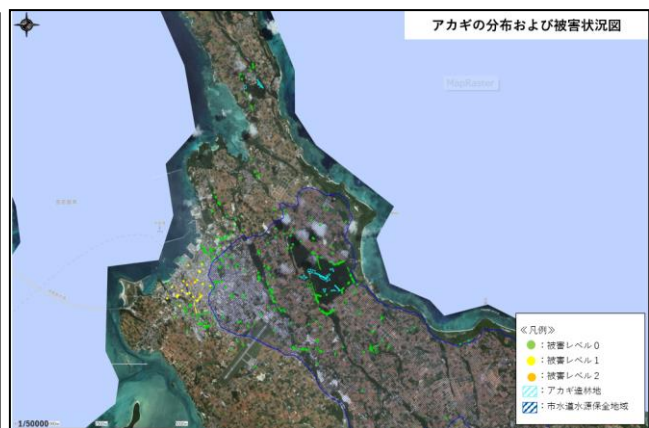 アカギの分布および被害状況図
MapRaster
≪凡例≫
：被害レベル0
：被害レベル1
：被害レベル2
：アカギ造林地
：市水道水源保全地域
1/50000